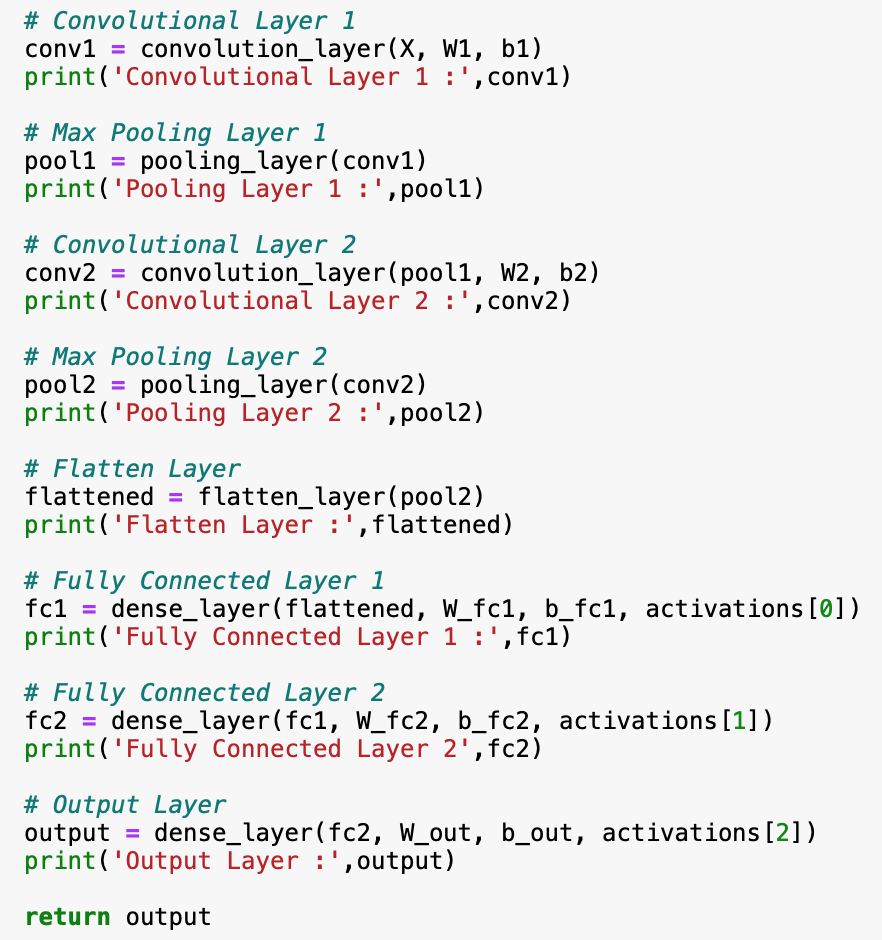 # Convolutional Layer 1
conv1 = convolution_layer(X, W1, b1)
print('Convolutional Layer 1 :',conv1)
# Max Pooling Layer 1
pool1 = pooling_layer(conv1)
print('Pooling Layer 1 :',pool1)
# Convolutional Layer 2
conv2 = convolution_layer(pool1, W2, b2)
print('Convolutional Layer 2 :',conv2)
# Max Pooling Layer 2
pool2 = pooling_layer(conv2)
print('Pooling Layer 2 :',pool2)
# Flatten Layer
flattened = flatten_layer(pool2)
print('Flatten Layer :',flattened)
# Fully Connected Layer 1
fc1 = dense_layer(flattened, W_fc1, b_fc1, activations[0])
print('Fully Connected Layer 1 :',fc1)
# Fully Connected Layer 2
fc2 = dense_layer(fc1, W_fc2, b_fc2, activations[1])
print('Fully Connected Layer 2',fc2)
# Output Layer
output = dense_layer(fc2, W_out, b_out, activations[2])
print('Output Layer :',output)
return output